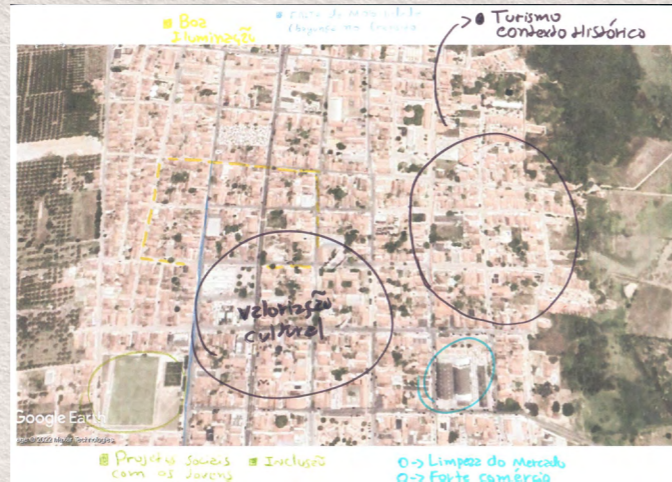 Boa
Iluminação
Turismo
contexto Histórico
Valorização
cultural
Google Earth
Projetos sociais
com os Jovens
Inclusão
O-> Limpeza do Mercado
O-> Forte comércio